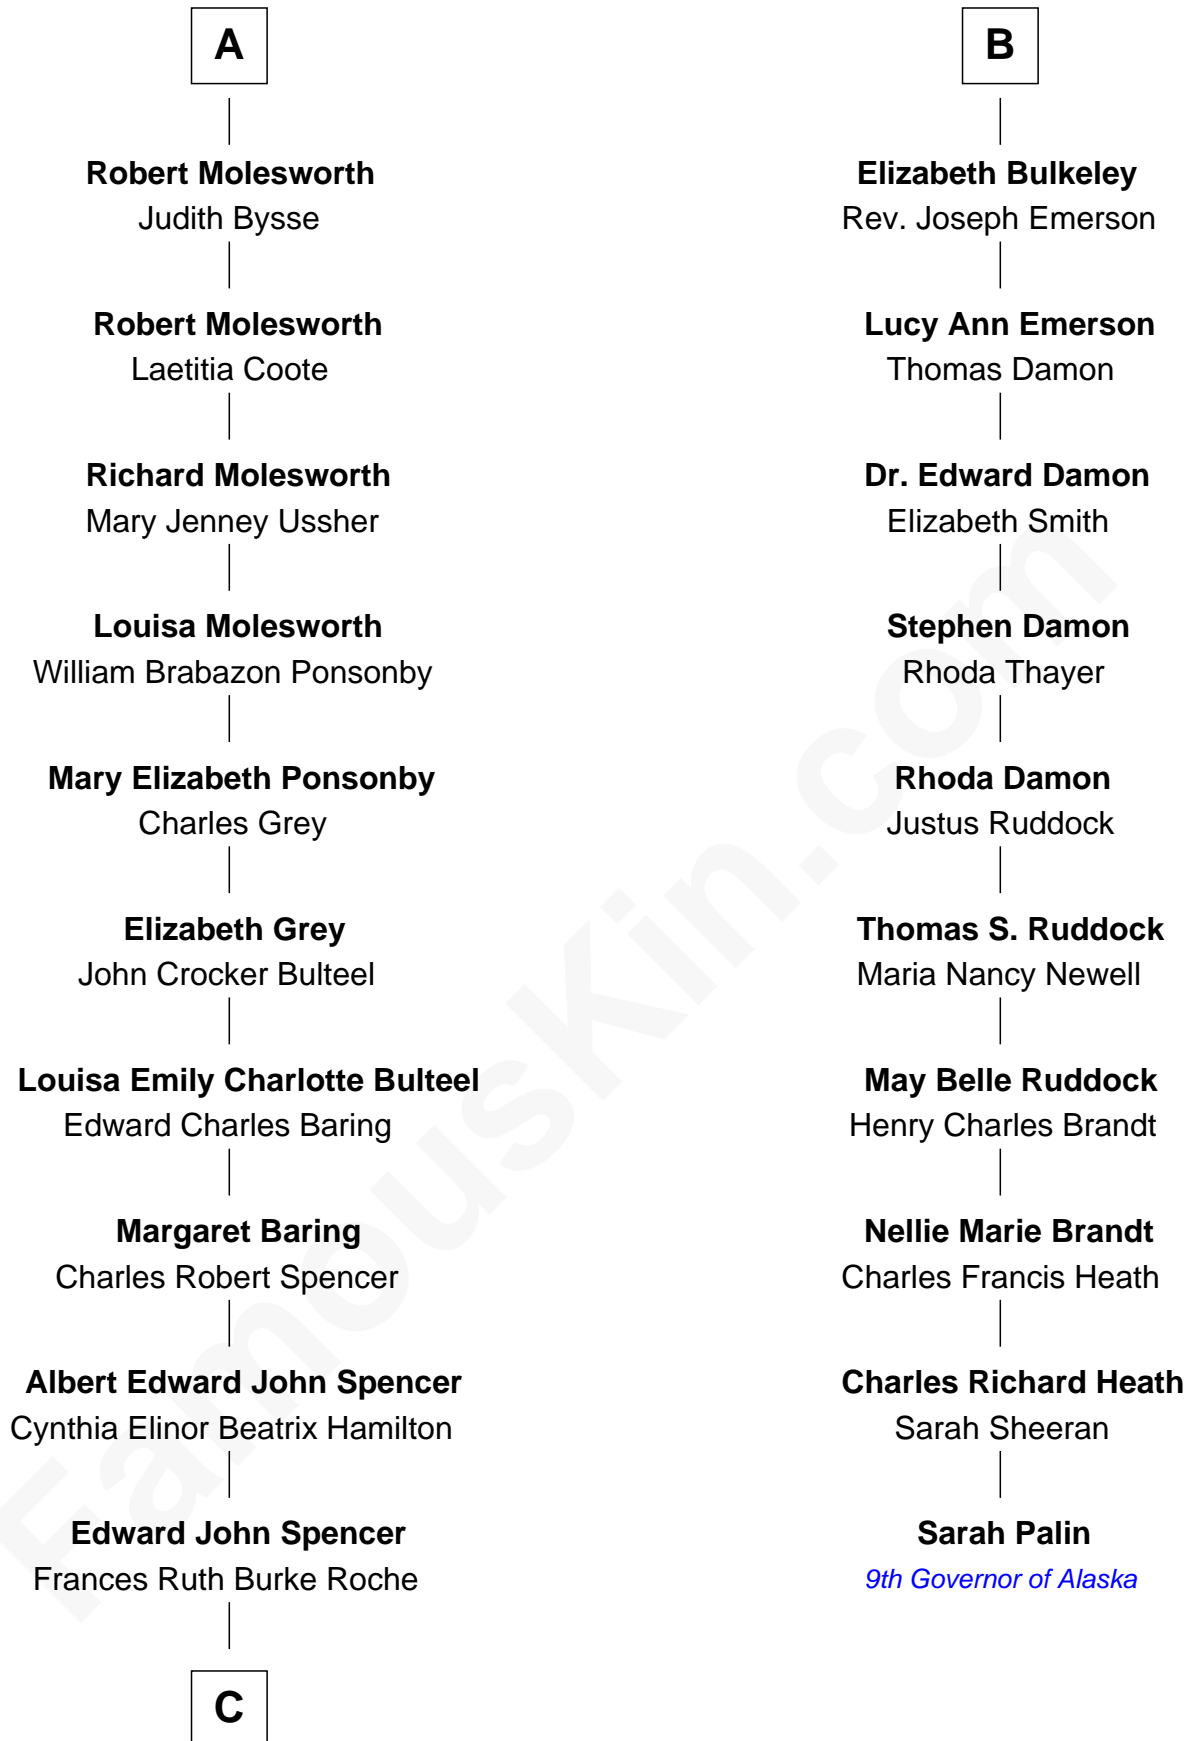 A
Robert Molesworth
Judith Bysse
Robert Molesworth
Laetitia Coote
Richard Molesworth
Mary Jenney Ussher
Louisa Molesworth
William Brabazon Ponsonby
Mary Elizabeth Ponsonby
Charles Grey
Elizabeth Grey
John Crocker Bulteel
Louisa Emily Charlotte Bulteel
Edward Charles Baring
Margaret Baring
Charles Robert Spencer
Albert Edward John Spencer
Cynthia Elinor Beatrix Hamilton
Edward John Spencer
Frances Ruth Burke Roche
C
B
Elizabeth Bulkeley
Rev. Joseph Emerson
Lucy Ann Emerson
Thomas Damon
Dr. Edward Damon
Elizabeth Smith
Stephen Damon
Rhoda Thayer
Rhoda Damon
Justus Ruddock
Thomas S. Ruddock
Maria Nancy Newell
May Belle Ruddock
Henry Charles Brandt
Nellie Marie Brandt
Charles Francis Heath
Charles Richard Heath
Sarah Sheeran
Sarah Palin
9th Governor of Alaska
FamousKin.com